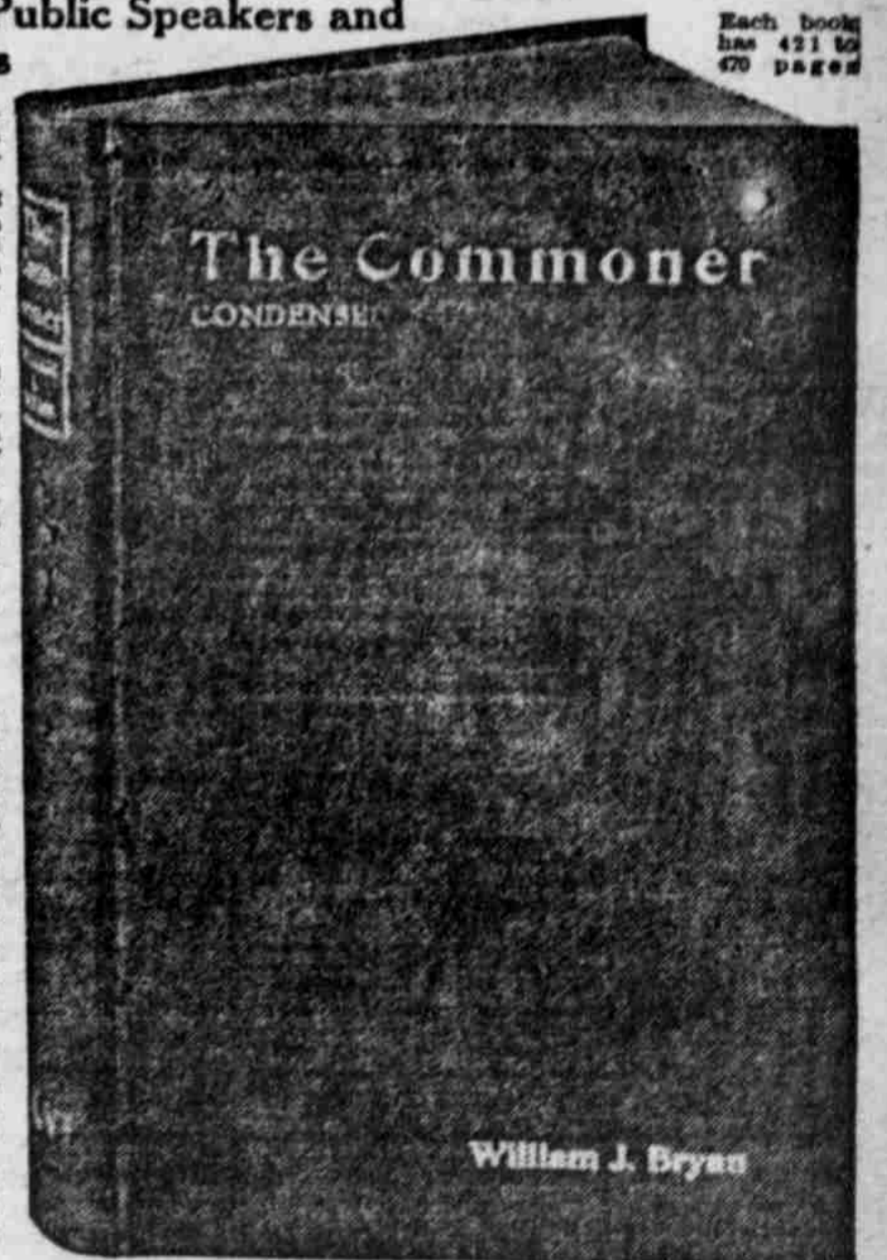 Public Speakers and
s
Each book
has 421 to
470 pages
The Commoner
CONDENSED
William J. Bryan